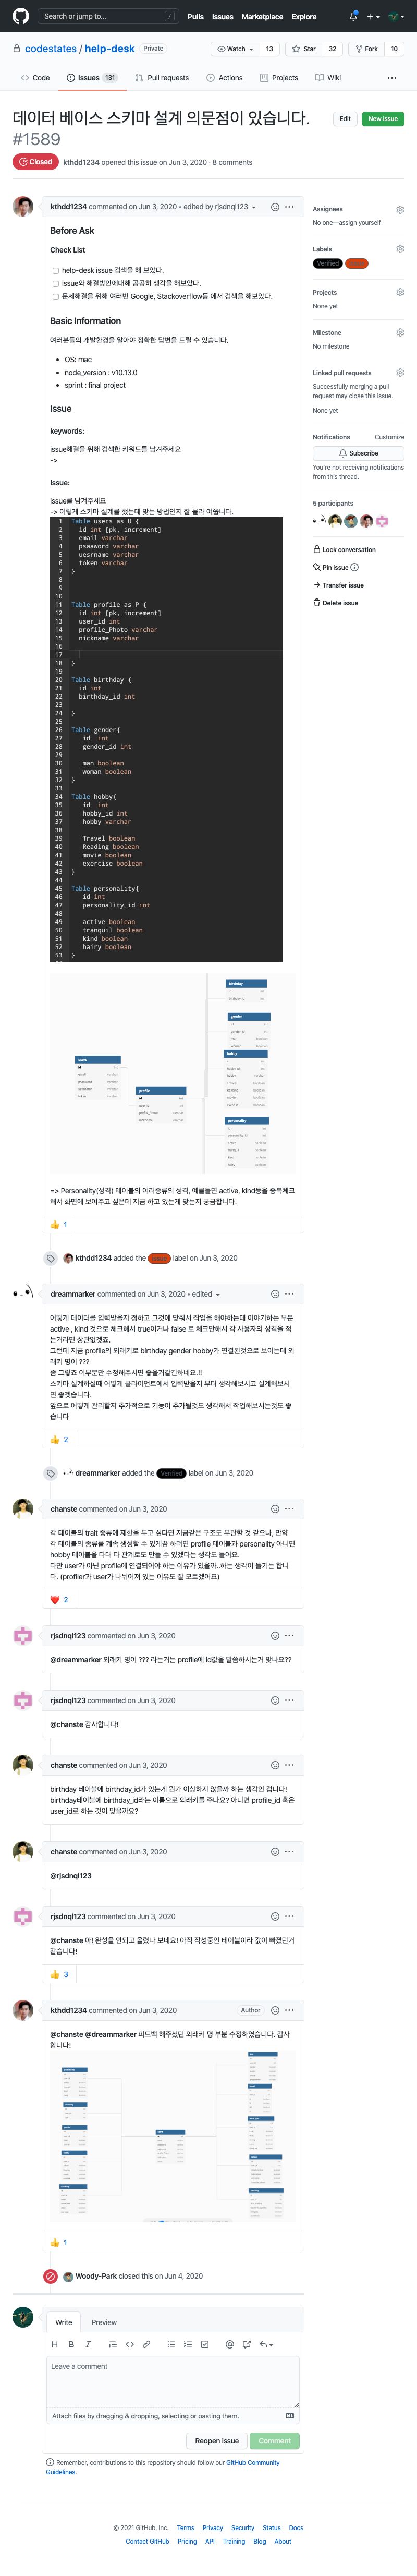 Search or jump to... /
Pulls Issues Marketplace Explore
codestates / help-desk Private
Watch 13 Star 32 Fork 10
Code Issues 131 Pull requests Actions Projects Wiki
데이터 베이스 스키마 설계 의문점이 있습니다.
#1589
Edit New issue
Closed kthdd1234 opened this issue on Jun 3, 2020 · 8 comments
kthdd1234 commented on Jun 3, 2020 • edited by rjsdnql123
Before Ask
Check List
help-desk issue 검색을 해 보았다.
issue와 해결방안에대해 곰곰히 생각을 해보았다.
문제해결을 위해 여러번 Google, Stackoverflow등 에서 검색을 해보았다.
Basic Information
여러분들의 개발환경을 알아야 정확한 답변을 드릴 수 있습니다.
OS: mac
node_version : v10.13.0
sprint : final project
Issue
keywords:
issue해결을 위해 검색한 키워드를 남겨주세요
->
Issue:
issue를 남겨주세요
-> 이렇게 스키마 설계를 했는데 맞는 방법인지 잘 몰라 여쭙니다.
1 Table users as U {
2 id int [pk, increment]
3 email varchar
4 psaaword varchar
5 uesrname varchar
6 token varchar
7 }
8
9
10
11 Table profile as P {
12 id int [pk, increment]
13 user_id int
14 profile_Photo varchar
15 nickname varchar
16
17
18 }
19
20 Table birthday {
21 id int
22 birthday_id int
23
24 }
25
26 Table gender{
27 id int
28 gender_id int
29
30 man boolean
31 woman boolean
32 }
33
34 Table hobby{
35 id int
36 hobby_id int
37 hobby varchar
38
39 Travel boolean
40 Reading boolean
41 movie boolean
42 exercise boolean
43 }
44
45 Table personality{
46 id int
47 personality_id int
48
49 active boolean
50 tranquil boolean
51 kind boolean
52 hairy boolean
53 }
users
profile
birthday
gender
hobby
personality
=> Personality(성격) 테이블의 여러종류의 성격, 예를들면 active, kind등을 중복체크
해서 화면에 보여주고 싶은데 지금 하고 있는게 맞는지 궁금합니다.
1
kthdd1234 added the label on Jun 3, 2020
dreammarker commented on Jun 3, 2020 • edited
어떻게 데이터를 입력받을지 정하고 그것에 맞춰서 작업을 해야하는데 이야기하는 부분
active , kind 것으로 체크해서 true이거나 false 로 체크만해서 각 사용자의 성격을 적
는거라면 상관없겟죠.
그런데 지금 profile의 외래키로 birthday gender hobby가 연결된것으로 보이는데 외
래키 명이 ???
좀 그렇죠 이부분만 수정해주시면 좋을거같긴하네요.!!
스키마 설계하실때 어떻게 클라이언트에서 입력받을지 부터 생각해보시고 설계해보시
면 좋겟습니다.
앞으로 어떻게 관리할지 추가적으로 기능이 추가될것도 생각해서 작업해보시는것도 좋
습니다
2
dreammarker added the Verified label on Jun 3, 2020
chanste commented on Jun 3, 2020
각 테이블의 trait 종류에 제한을 두고 싶다면 지금같은 구조도 무관할 것 같으나, 만약
각 테이블의 종류를 계속 생성할 수 있게끔 하려면 profile 테이블과 personality 아니면
hobby 테이블을 다대 다 관계로도 만들 수 있겠다는 생각도 들어요.
다만 user가 아닌 profile에 연결되어야 하는 이유가 있을까..하는 생각이 들기는 합니
다. (profiler과 user가 나뉘어져 있는 이유도 잘 모르겠어요)
2
rjsdnql123 commented on Jun 3, 2020
@dreammarker 외래키 명이 ??? 라는거는 profile에 id값을 말씀하시는거 맞나요??
rjsdnql123 commented on Jun 3, 2020
@chanste 감사합니다!
chanste commented on Jun 3, 2020
birthday 테이블에 birthday_id가 있는게 뭔가 이상하지 않을까 하는 생각인 겁니다!
birthday테이블에 birthday_id라는 이름으로 외래키를 주나요? 아니면 profile_id 혹은
user_id로 하는 것이 맞을까요?
chanste commented on Jun 3, 2020
@rjsdnql123
rjsdnql123 commented on Jun 3, 2020
@chanste 아! 완성을 안되고 올렸나 보네요! 아직 작성중인 테이블이라 값이 빠졌던거
같습니다!
3
kthdd1234 commented on Jun 3, 2020 Author
@chanste @dreammarker 피드백 해주셨던 외래키 명 부분 수정하였습니다. 감사
합니다!
1
Woody-Park closed this on Jun 4, 2020
Write Preview
Leave a comment
Attach files by dragging & dropping, selecting or pasting them.
Reopen issue Comment
Remember, contributions to this repository should follow our GitHub Community
Guidelines.
Assignees
No one—assign yourself
Labels
Verified
Projects
None yet
Milestone
No milestone
Linked pull requests
Successfully merging a pull
request may close this issue.
None yet
Notifications Customize
Subscribe
You're not receiving notifications
from this thread.
5 participants
Lock conversation
Pin issue
Transfer issue
Delete issue
© 2021 GitHub, Inc. Terms Privacy Security Status Docs
Contact GitHub Pricing API Training Blog About